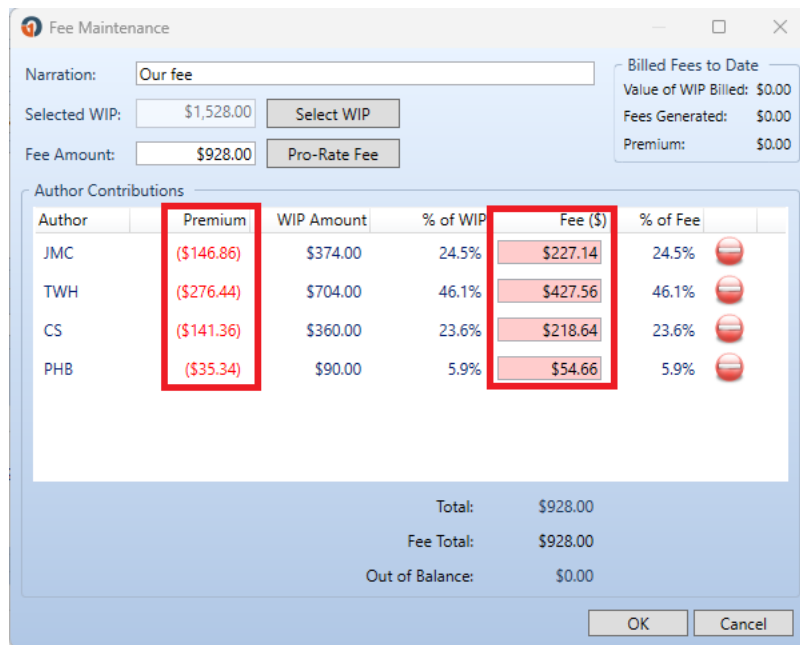 Fee Maintenance
Narration: Our fee
Selected WIP: $1,528.00 Select WIP
Fee Amount: $928.00 Pro-Rate Fee
Billed Fees to Date
Value of WIP Billed: $0.00
Fees Generated: $0.00
Premium: $0.00
Author Contributions
Author Premium WIP Amount % of WIP Fee ($) % of Fee
JMC ($146.86) $374.00 24.5% $227.14 24.5%
TWH ($276.44) $704.00 46.1% $427.56 46.1%
CS ($141.36) $360.00 23.6% $218.64 23.6%
PHB ($35.34) $90.00 5.9% $54.66 5.9%
Total: $928.00
Fee Total: $928.00
Out of Balance: $0.00
OK Cancel